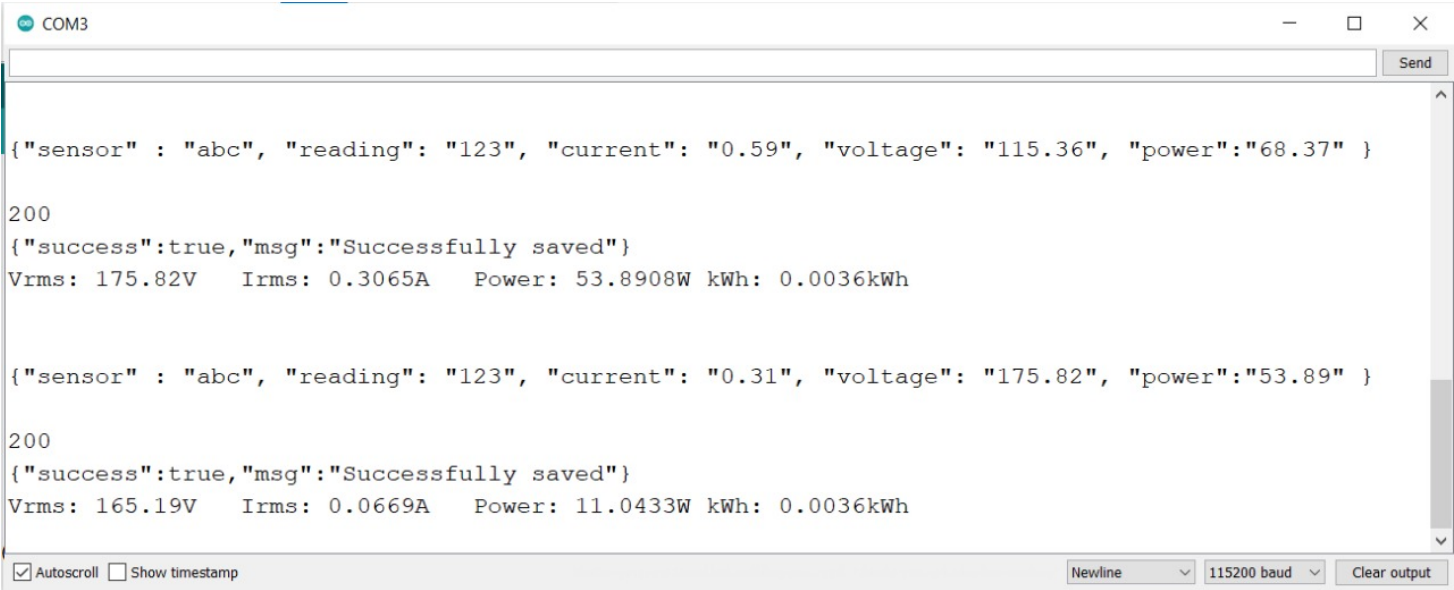 COM3
Send
{"sensor" : "abc", "reading": "123", "current": "0.59", "voltage": "115.36", "power":"68.37" }
200
{"success":true,"msg":"Successfully saved"}
Vrms: 175.82V   Irms: 0.3065A   Power: 53.8908W kWh: 0.0036kWh
{"sensor" : "abc", "reading": "123", "current": "0.31", "voltage": "175.82", "power":"53.89" }
200
{"success":true,"msg":"Successfully saved"}
Vrms: 165.19V   Irms: 0.0669A   Power: 11.0433W kWh: 0.0036kWh
Autoscroll Show timestamp Newline 115200 baud Clear output